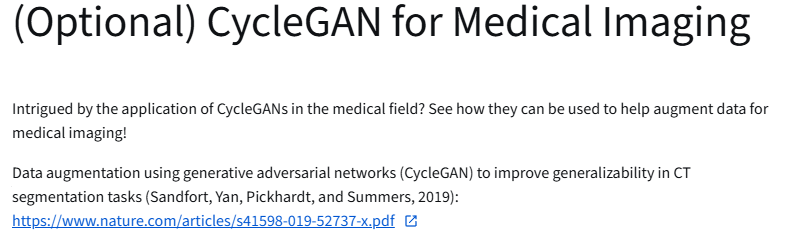 (Optional) CycleGAN for Medical Imaging
Intrigued by the application of CycleGANs in the medical field? See how they can be used to help augment data for
medical imaging!
Data augmentation using generative adversarial networks (CycleGAN) to improve generalizability in CT
segmentation tasks (Sandfort, Yan, Pickhardt, and Summers, 2019):
https://www.nature.com/articles/s41598-019-52737-x.pdf